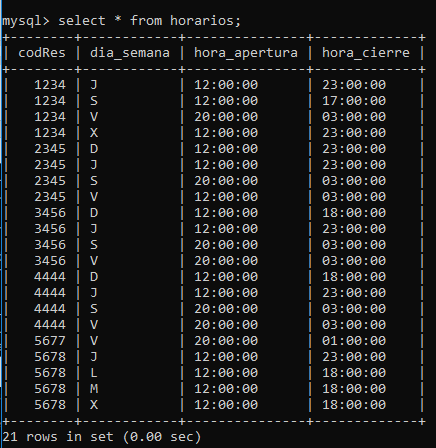 mysql> select * from horarios;
+--------+------------+---------------+-------------+
| codRes | dia_semana | hora_apertura | hora_cierre |
+--------+------------+---------------+-------------+
|   1234 | J          | 12:00:00      | 23:00:00    |
|   1234 | S          | 12:00:00      | 17:00:00    |
|   1234 | V          | 20:00:00      | 03:00:00    |
|   1234 | X          | 12:00:00      | 23:00:00    |
|   2345 | D          | 12:00:00      | 23:00:00    |
|   2345 | J          | 12:00:00      | 23:00:00    |
|   2345 | S          | 20:00:00      | 03:00:00    |
|   2345 | V          | 12:00:00      | 03:00:00    |
|   3456 | D          | 12:00:00      | 18:00:00    |
|   3456 | J          | 12:00:00      | 23:00:00    |
|   3456 | S          | 20:00:00      | 03:00:00    |
|   3456 | V          | 20:00:00      | 03:00:00    |
|   4444 | D          | 12:00:00      | 18:00:00    |
|   4444 | J          | 12:00:00      | 23:00:00    |
|   4444 | S          | 20:00:00      | 03:00:00    |
|   4444 | V          | 20:00:00      | 03:00:00    |
|   5677 | V          | 20:00:00      | 01:00:00    |
|   5678 | J          | 12:00:00      | 23:00:00    |
|   5678 | L          | 12:00:00      | 18:00:00    |
|   5678 | M          | 12:00:00      | 18:00:00    |
|   5678 | X          | 12:00:00      | 18:00:00    |
+--------+------------+---------------+-------------+
21 rows in set (0.00 sec)